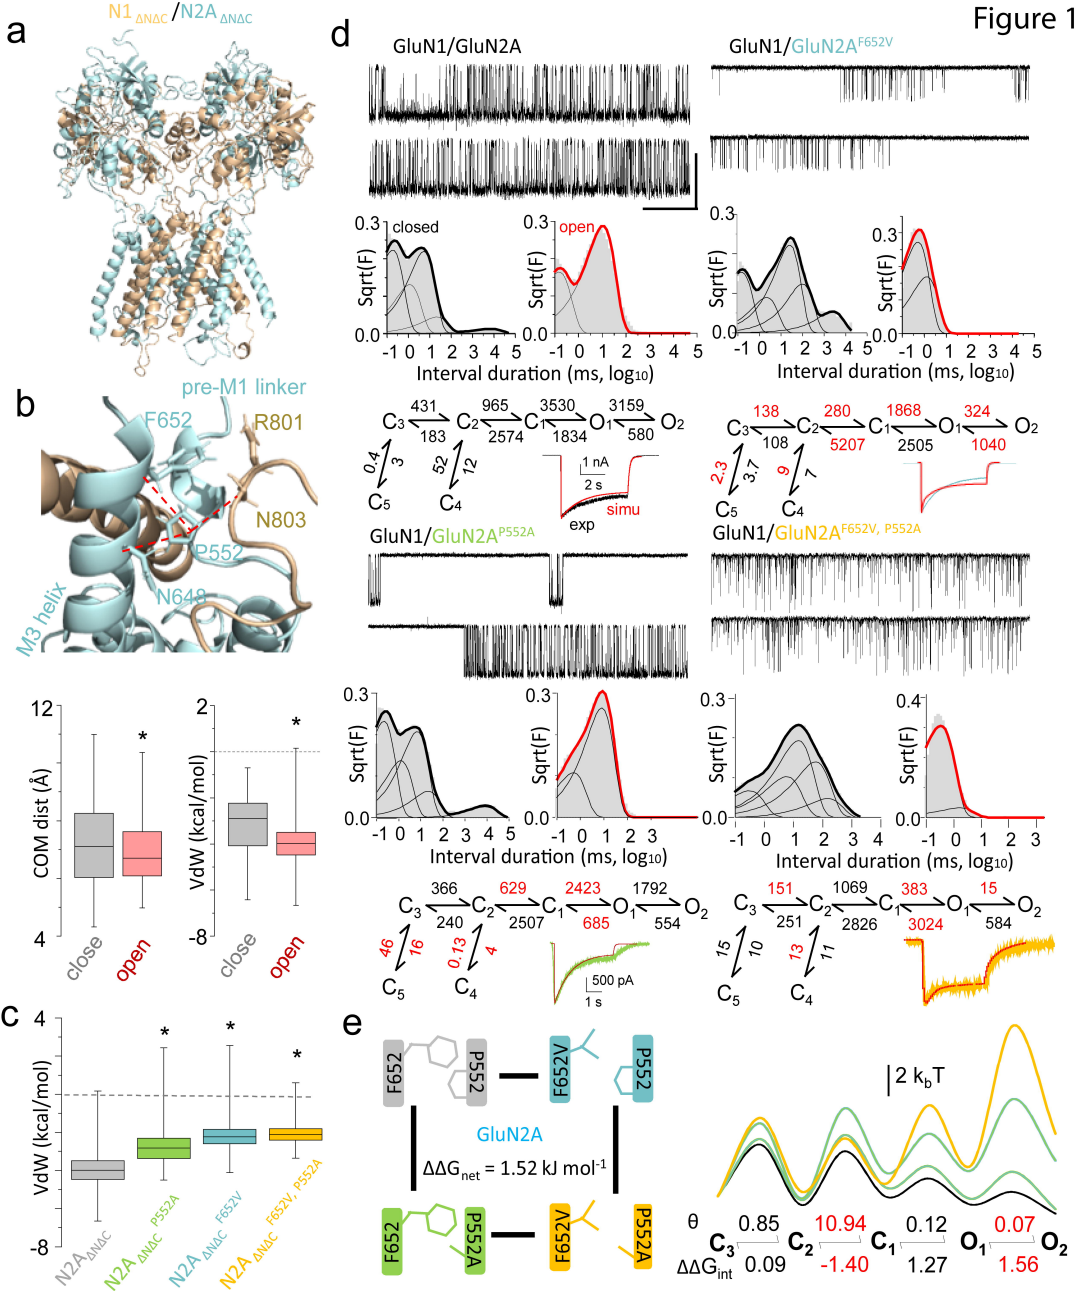 Figure 1
a
N1ΔNΔC/N2AΔNΔC
b
pre-M1 linker
F652
R801
N803
P552
N648
M3 helix
12
COM dist (Å)
4
*
close
open
2
VdW (kcal/mol)
-8
*
close
open
c
4
VdW (kcal/mol)
-8
*
*
*
N2AΔNΔC
N2AΔNΔC P552A
N2AΔNΔC F652V
N2AΔNΔC F652V, P552A
d
GluN1/GluN2A
0.3
closed
Sqrt(F)
0.0
-1 0 1 2 3 4 5
0.3
open
Sqrt(F)
0.0
-1 0 1 2 3 4 5
Interval duration (ms, log10)
431 965 3530 3159
C3 C2 C1 O1 O2
183 2574 1834 580
0.4 3 52 12
C5 C4
1 nA
2 s
exp
simu
GluN1/GluN2AF652V
0.3
Sqrt(F)
0.0
-1 0 1 2 3 4 5
0.3
Sqrt(F)
0.0
-1 0 1 2 3 4 5
Interval duration (ms, log10)
138 280 1868 324
C3 C2 C1 O1 O2
108 5207 2505 1040
2.3 3.7 9 7
C5 C4
GluN1/GluN2AP552A
0.3
Sqrt(F)
0.0
-1 0 1 2 3 4 5
0.3
Sqrt(F)
0.0
-1 0 1 2 3
Interval duration (ms, log10)
366 629 2423 1792
C3 C2 C1 O1 O2
240 2507 685 554
46 16 0.13 4
C5 C4
500 pA
1 s
GluN1/GluN2AF652V, P552A
0.3
Sqrt(F)
0.0
-1 0 1 2 3 4
0.4
Sqrt(F)
0.0
-1 0 1 2 3
Interval duration (ms, log10)
151 1069 383 15
C3 C2 C1 O1 O2
251 2826 3024 584
15 10 13 11
C5 C4
e
F652 P552
F652V P552
GluN2A
ΔΔGnet = 1.52 kJ mol-1
F652 P552A
F652V P552A
2 kbT
θ 0.85 10.94 0.12 0.07
C3 C2 C1 O1 O2
ΔΔGint 0.09 -1.40 1.27 1.56